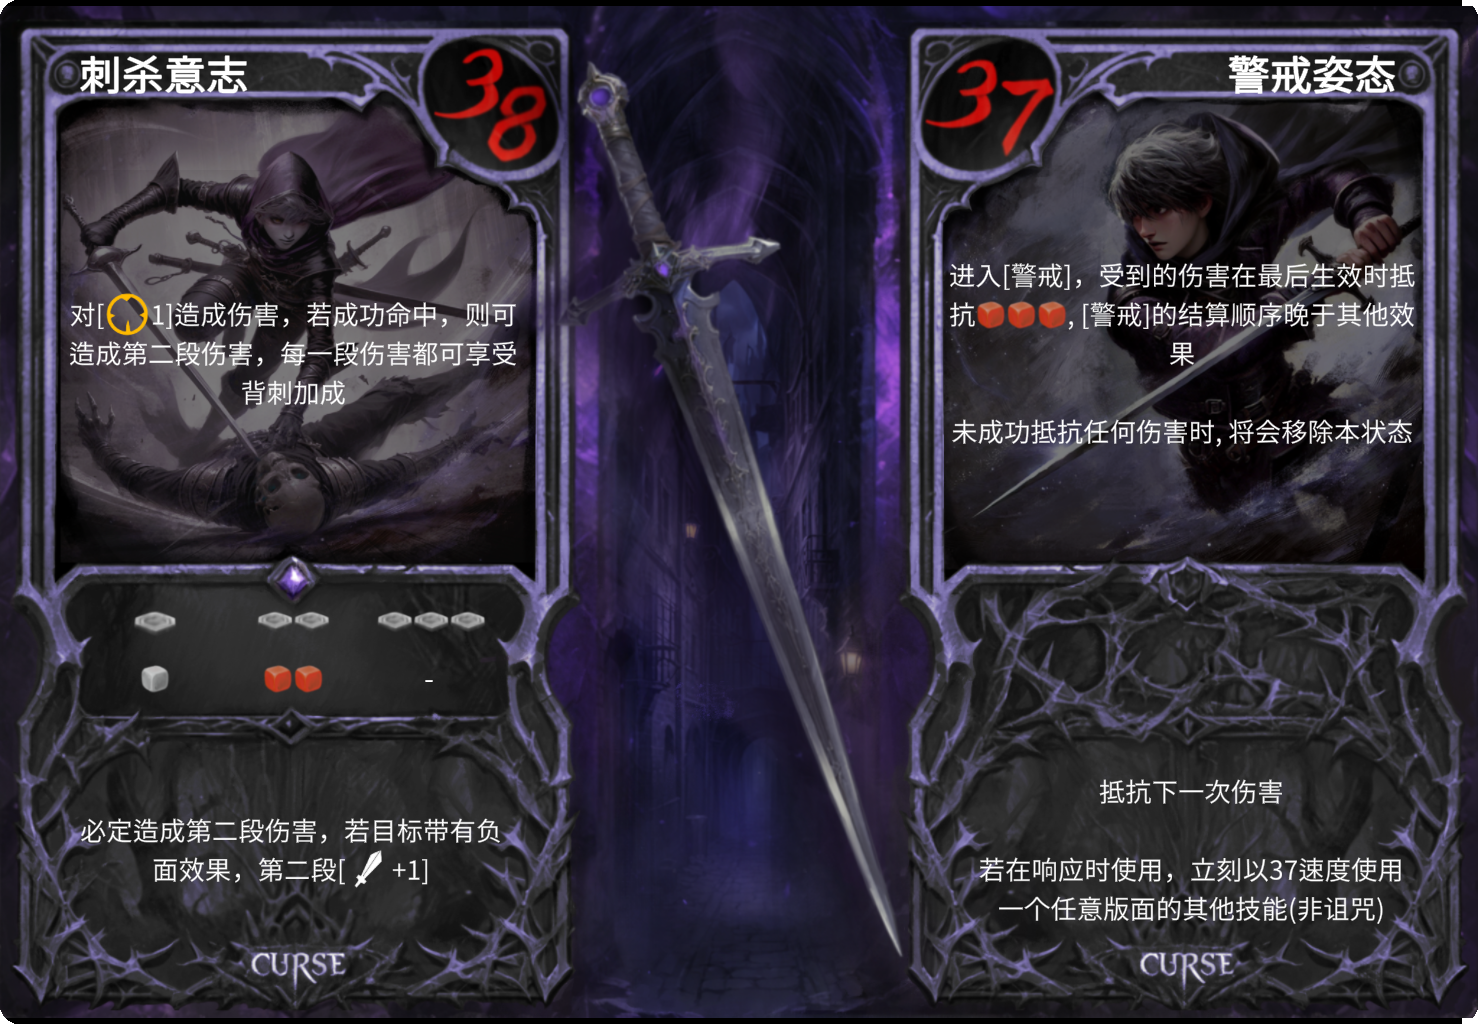 刺杀意志
38
对[1]造成伤害，若成功命中，则可
造成第二段伤害，每一段伤害都可享受
背刺加成
-
必定造成第二段伤害，若目标带有负
面效果，第二段[ +1]
CURSE
37
警戒姿态
进入[警戒]，受到的伤害在最后生效时抵
抗, [警戒]的结算顺序晚于其他效
果
未成功抵抗任何伤害时, 将会移除本状态
抵抗下一次伤害
若在响应时使用，立刻以37速度使用
一个任意版面的其他技能(非诅咒)
CURSE